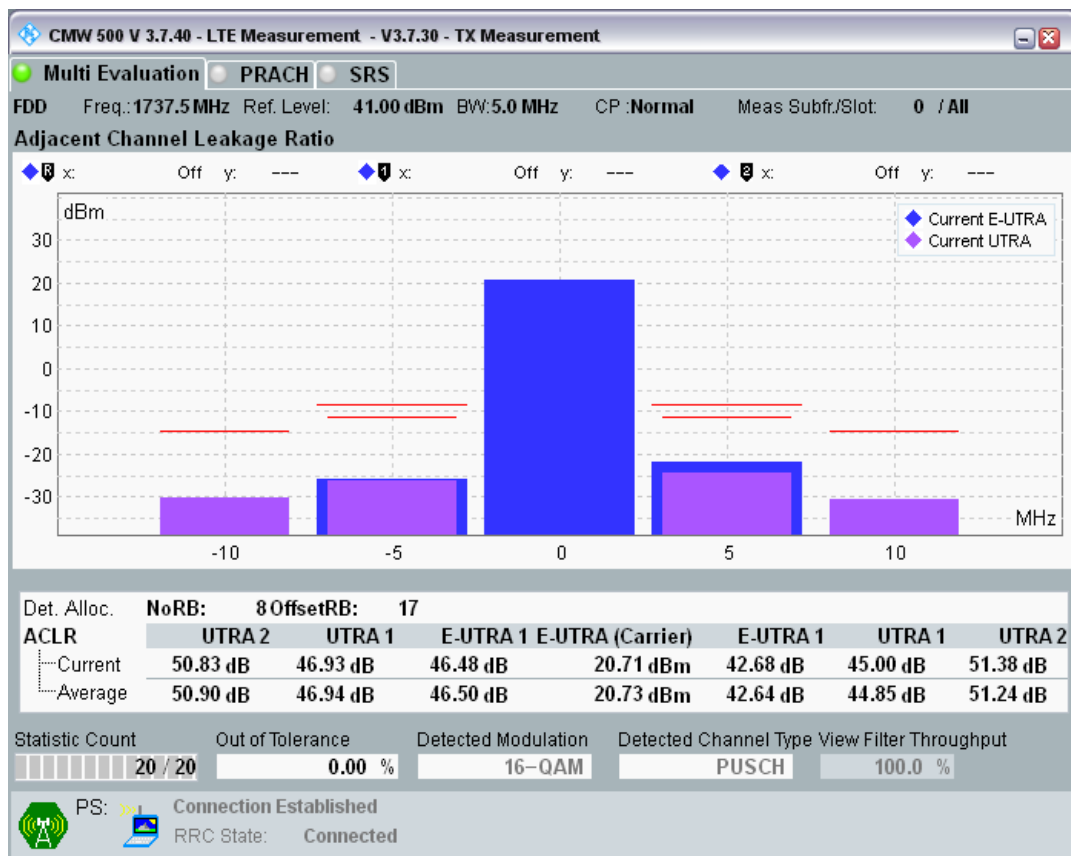 CMW 500 V 3.7.40 - LTE Measurement - V3.7.30 - TX Measurement
Multi Evaluation PRACH SRS
FDD Freq.:1737.5 MHz Ref. Level: 41.00 dBm BW:5.0 MHz CP :Normal Meas Subfr./Slot: 0 / All
Adjacent Channel Leakage Ratio
R x: Off y: --- 1 x: Off y: --- 2 x: Off y: ---
dBm
Current E-UTRA
Current UTRA
30
20
10
0
-10
-20
-30
MHz
-10 -5 0 5 10
Det. Alloc. NoRB: 8 OffsetRB: 17
ACLR UTRA 2 UTRA 1 E-UTRA 1 E-UTRA (Carrier) E-UTRA 1 UTRA 1 UTRA 2
Current 50.83 dB 46.93 dB 46.48 dB 20.71 dBm 42.68 dB 45.00 dB 51.38 dB
Average 50.90 dB 46.94 dB 46.50 dB 20.73 dBm 42.64 dB 44.85 dB 51.24 dB
Statistic Count Out of Tolerance Detected Modulation Detected Channel Type View Filter Throughput
20 / 20 0.00 % 16-QAM PUSCH 100.0 %
PS: Connection Established
RRC State: Connected